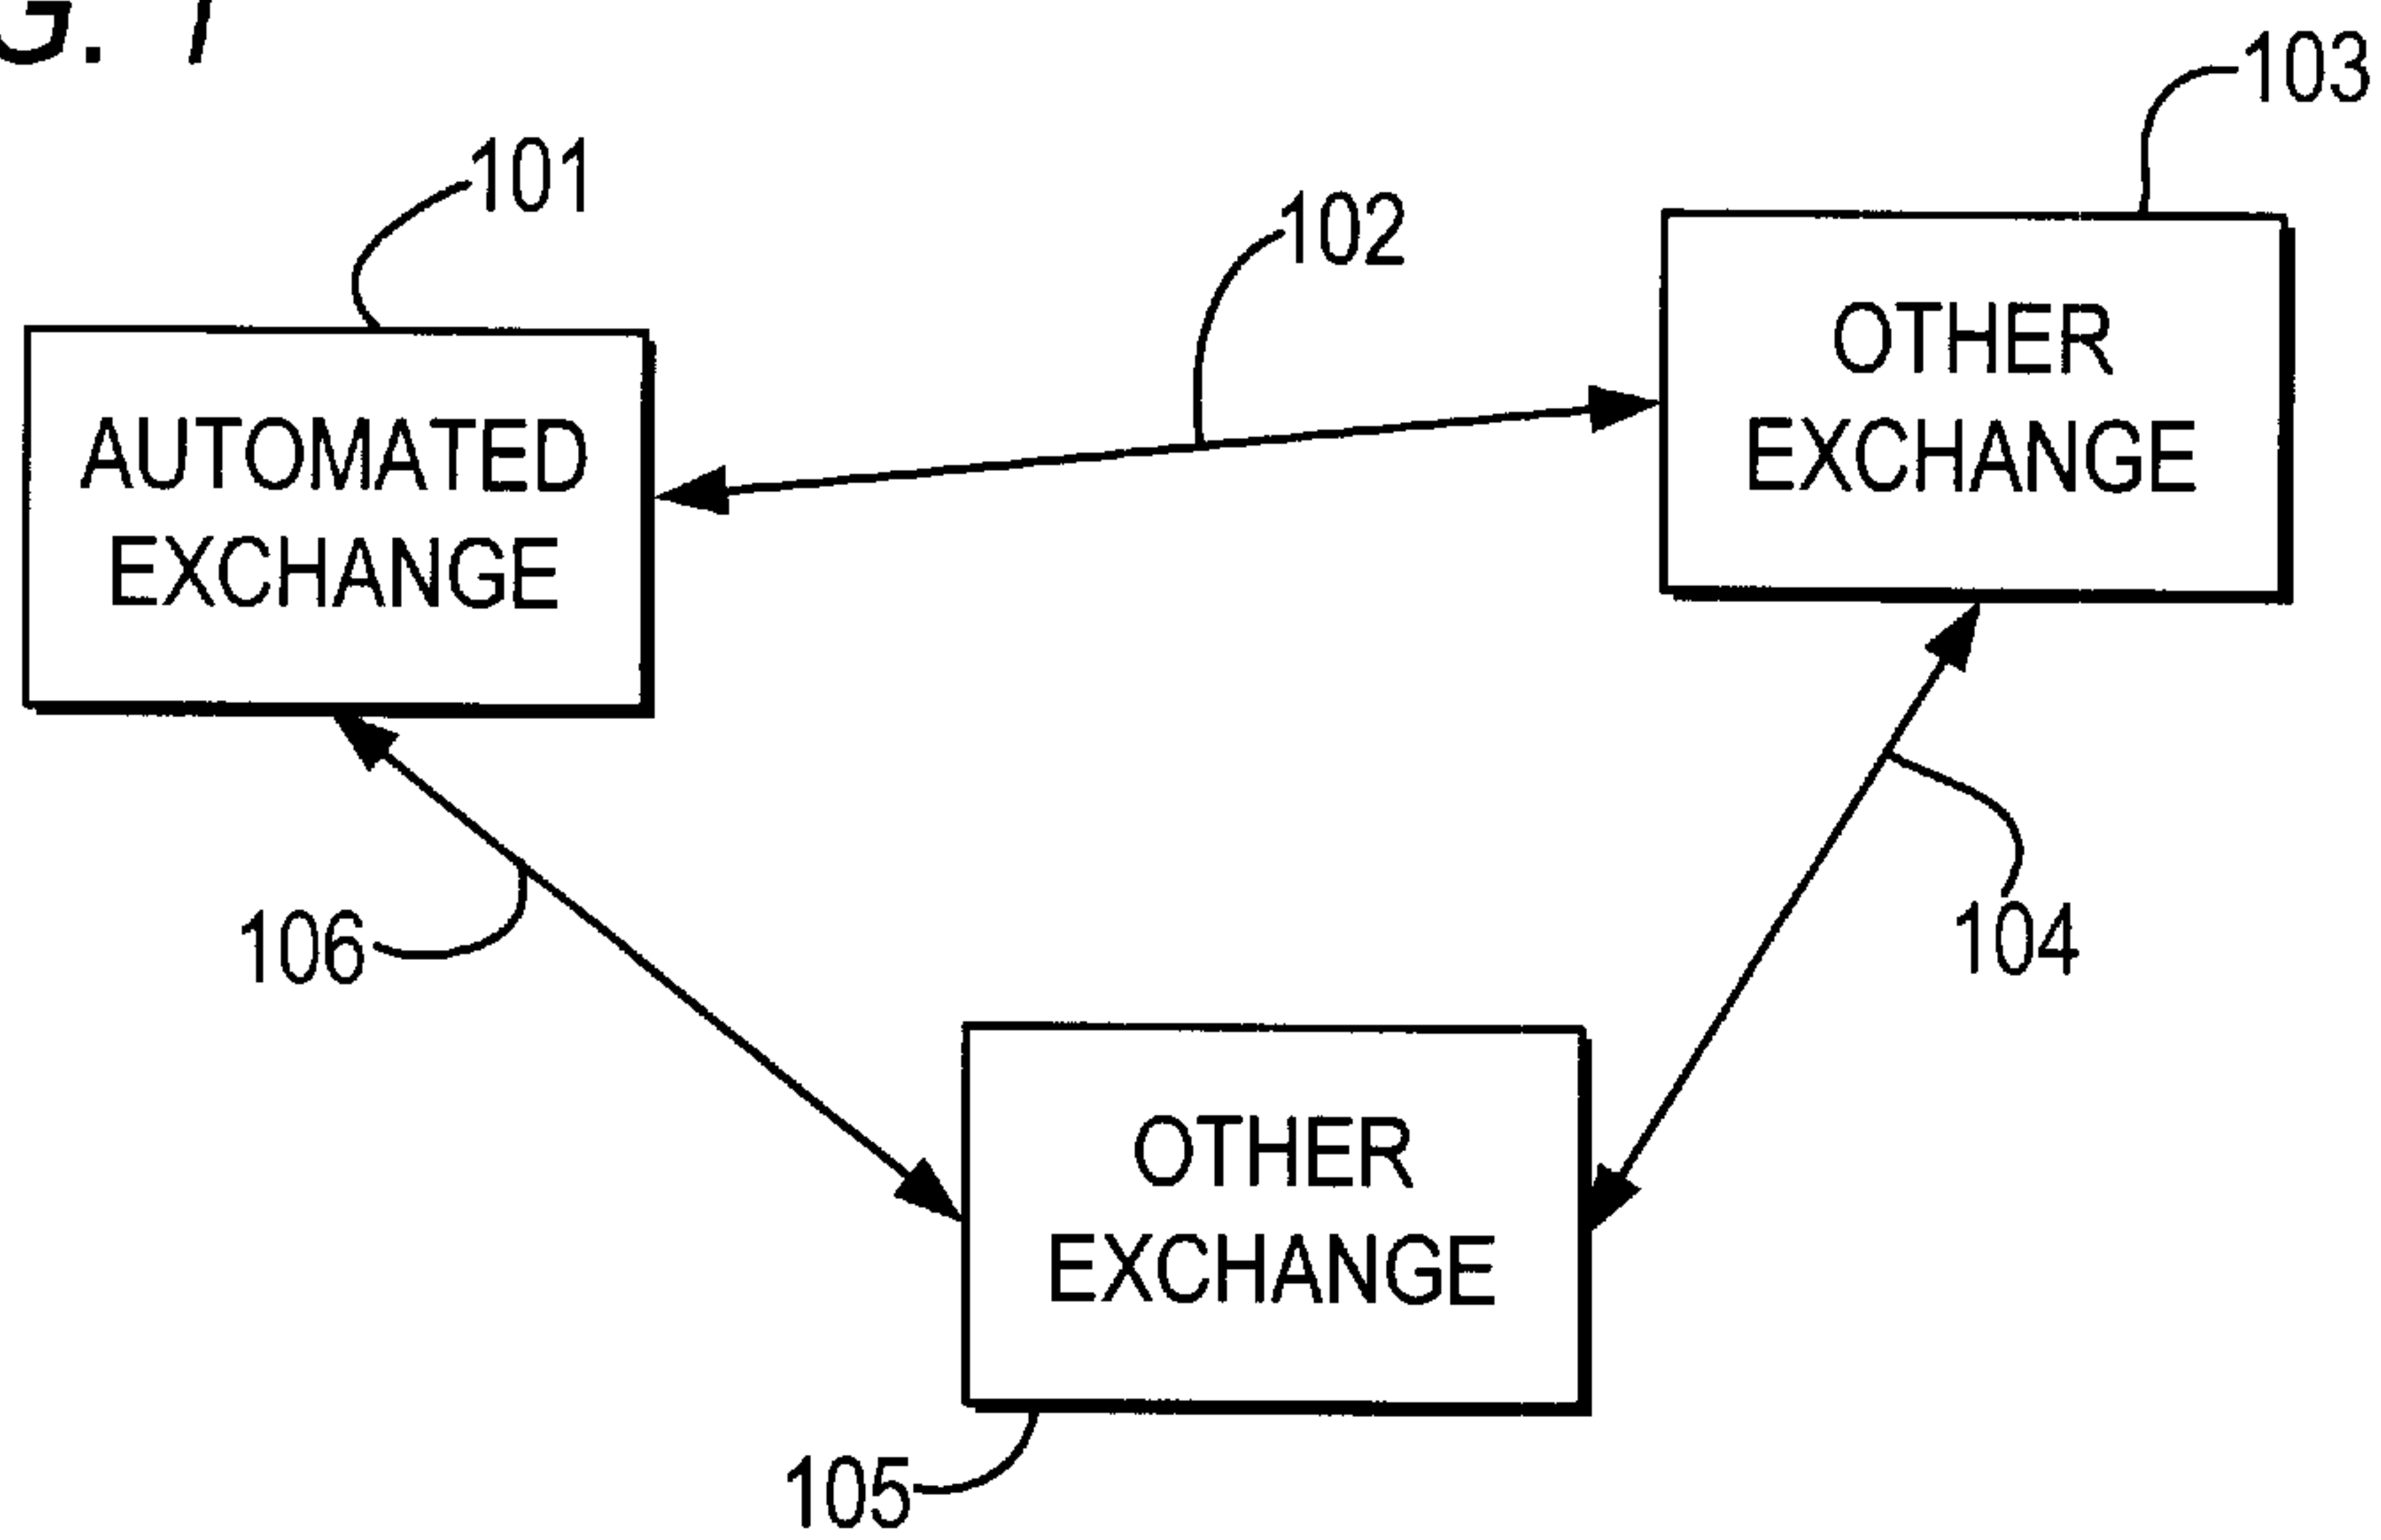 G. 1
103
101
102
OTHER
EXCHANGE
AUTOMATED
EXCHANGE
106
104
OTHER
EXCHANGE
105